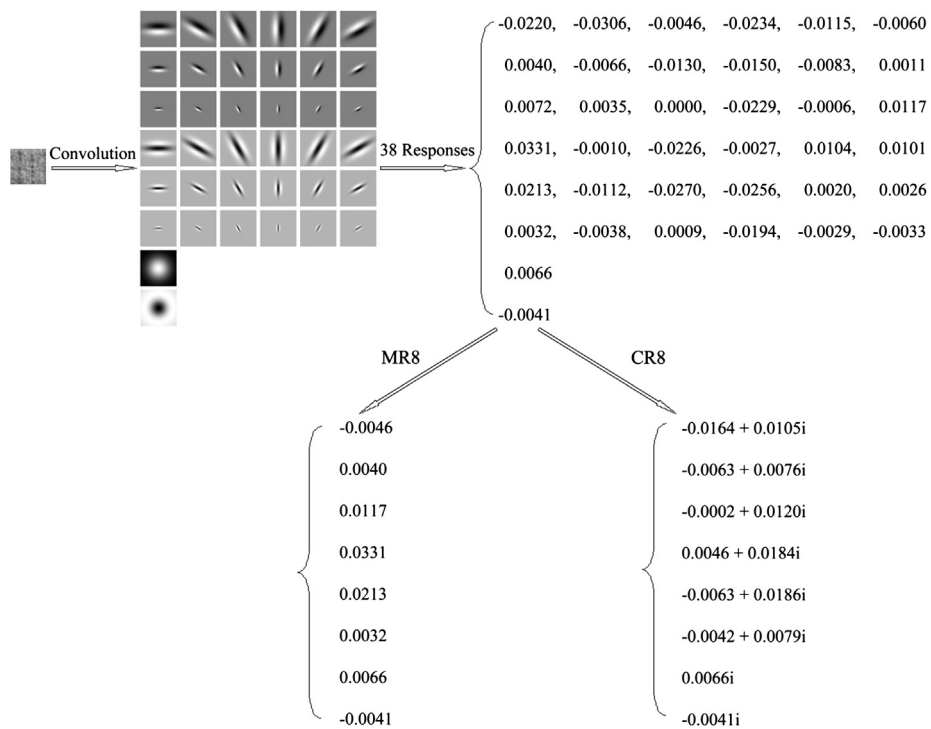 -0.0220, -0.0306, -0.0046, -0.0234, -0.0115, -0.0060
0.0040, -0.0066, -0.0130, -0.0150, -0.0083, 0.0011
0.0072, 0.0035, 0.0000, -0.0229, -0.0006, 0.0117
Convolution
38 Responses
0.0331, -0.0010, -0.0226, -0.0027, 0.0104, 0.0101
0.0213, -0.0112, -0.0270, -0.0256, 0.0020, 0.0026
0.0032, -0.0038, 0.0009, -0.0194, -0.0029, -0.0033
0.0066
-0.0041
MR8
CR8
-0.0046
0.0040
0.0117
0.0331
0.0213
0.0032
0.0066
-0.0041
-0.0164 + 0.0105i
-0.0063 + 0.0076i
-0.0002 + 0.0120i
0.0046 + 0.0184i
-0.0063 + 0.0186i
-0.0042 + 0.0079i
0.0066i
-0.0041i